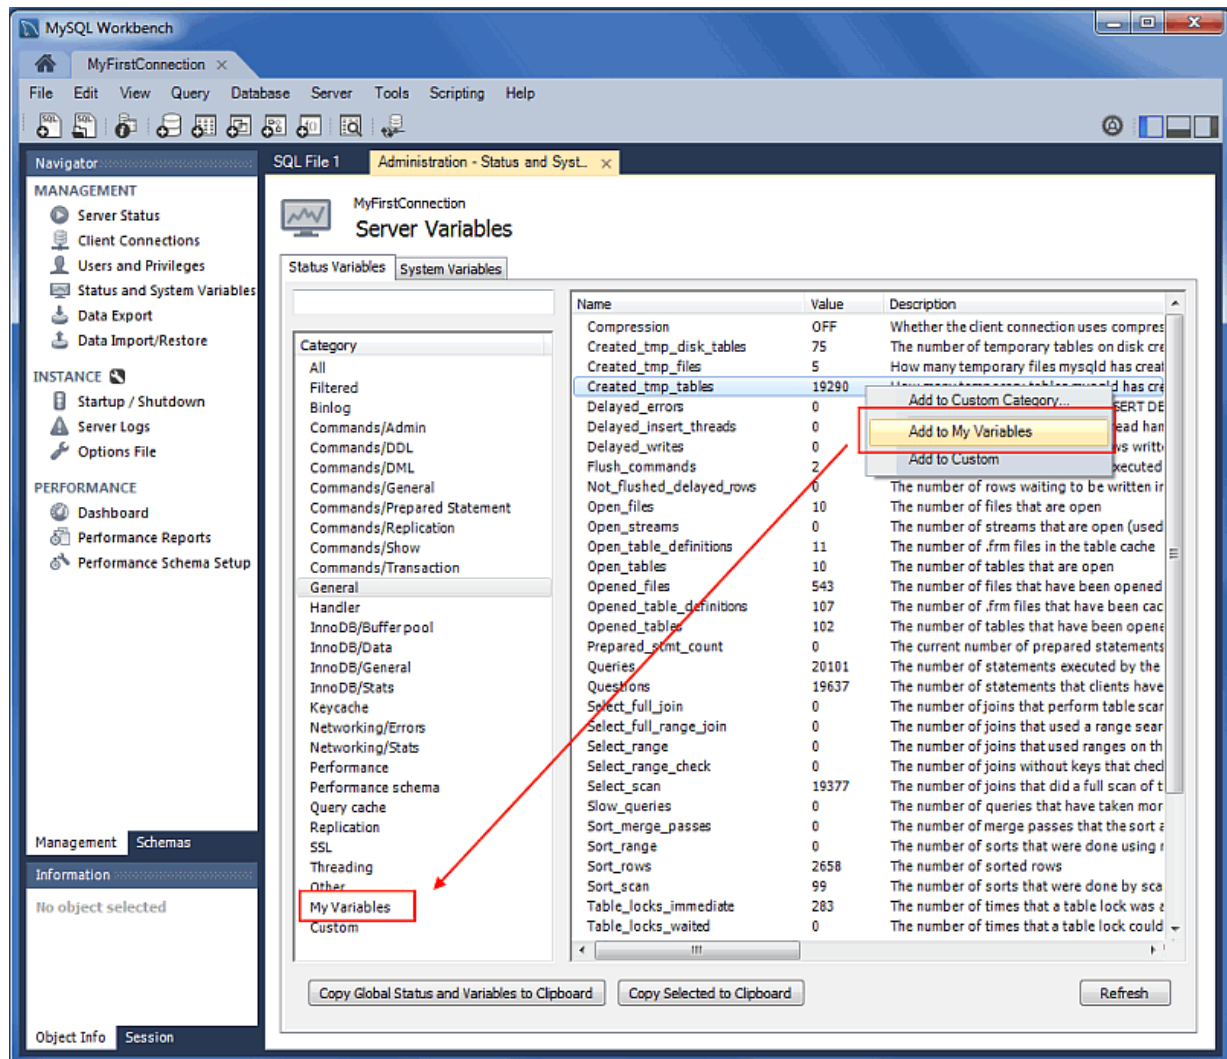 MySQL Workbench
MyFirstConnection
File Edit View Query Database Server Tools Scripting Help
SQL SQL
Navigator
MANAGEMENT
Server Status
Client Connections
Users and Privileges
Status and System Variables
Data Export
Data Import/Restore
INSTANCE
Startup / Shutdown
Server Logs
Options File
PERFORMANCE
Dashboard
Performance Reports
Performance Schema Setup
Management Schemas
Information
No object selected
Object Info Session
SQL File 1 Administration - Status and Syst..
MyFirstConnection
Server Variables
Status Variables System Variables
Category
All
Filtered
Binlog
Commands/Admin
Commands/DDL
Commands/DML
Commands/General
Commands/Prepared Statement
Commands/Replication
Commands/Show
Commands/Transaction
General
Handler
InnoDB/Buffer pool
InnoDB/Data
InnoDB/General
InnoDB/Stats
Keycache
Networking/Errors
Networking/Stats
Performance
Performance schema
Query cache
Replication
SSL
Threading
Other
My Variables
Custom
Name Value Description
Compression OFF Whether the client connection uses compres
Created_tmp_disk_tables 75 The number of temporary tables on disk cre
Created_tmp_files 5 How many temporary files mysqld has creat
Created_tmp_tables 19290 How many temporary tables mysqld has cre
Delayed_errors 0 SERT DE
Delayed_insert_threads 0 ead han
Delayed_writes 0 ws writt
Flush_commands 2 xecuted
Not_flushed_delayed_rows 0 The number of rows waiting to be written ir
Open_files 10 The number of files that are open
Open_streams 0 The number of streams that are open (used
Open_table_definitions 11 The number of .frm files in the table cache
Open_tables 10 The number of tables that are open
Opened_files 543 The number of files that have been opened
Opened_table_definitions 107 The number of .frm files that have been cac
Opened_tables 102 The number of tables that have been opene
Prepared_stmt_count 0 The current number of prepared statements
Queries 20101 The number of statements executed by the
Questions 19637 The number of statements that clients have
Select_full_join 0 The number of joins that perform table scar
Select_full_range_join 0 The number of joins that used a range sear
Select_range 0 The number of joins that used ranges on th
Select_range_check 0 The number of joins without keys that check
Select_scan 19377 The number of joins that did a full scan of t
Slow_queries 0 The number of queries that have taken mor
Sort_merge_passes 0 The number of merge passes that the sort a
Sort_range 0 The number of sorts that were done using r
Sort_rows 2658 The number of sorted rows
Sort_scan 99 The number of sorts that were done by sca
Table_locks_immediate 283 The number of times that a table lock was a
Table_locks_waited 0 The number of times that a table lock could
Add to Custom Category...
Add to My Variables
Add to Custom
Copy Global Status and Variables to Clipboard Copy Selected to Clipboard Refresh